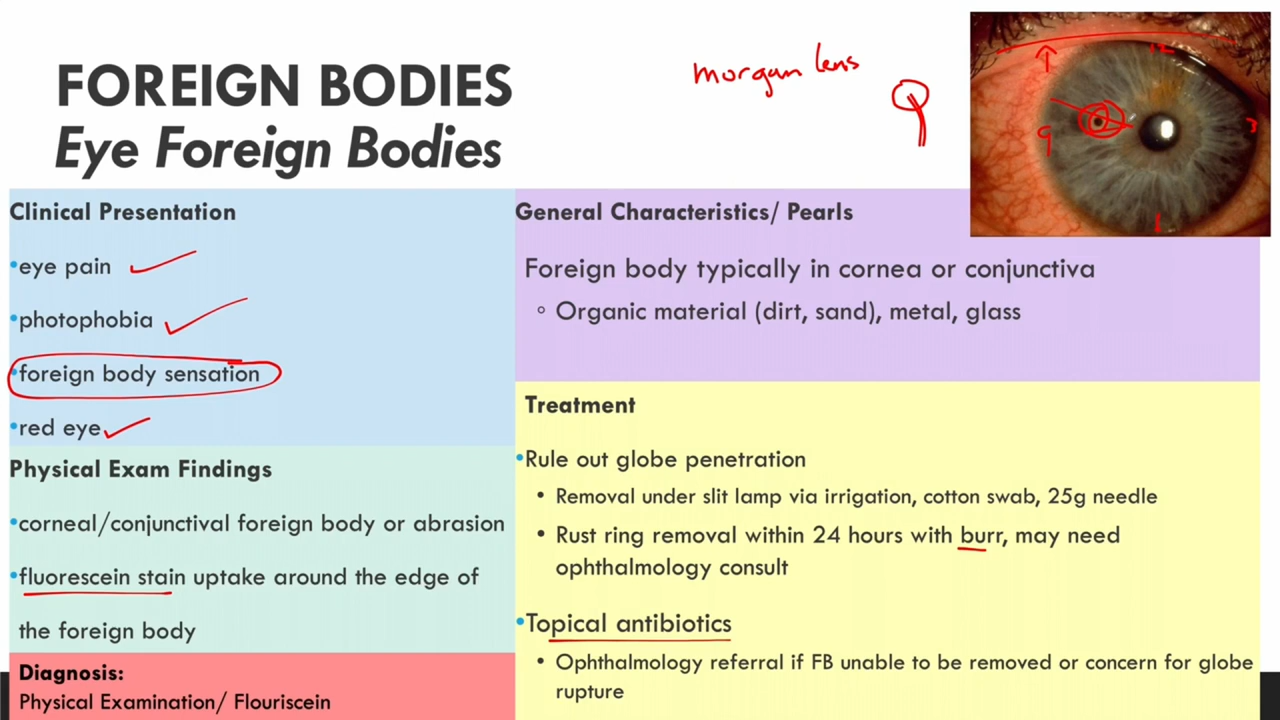 FOREIGN BODIES
Eye Foreign Bodies
morgan lens
12
9
3
Clinical Presentation
•eye pain
•photophobia
•foreign body sensation
•red eye
Physical Exam Findings
•corneal/conjunctival foreign body or abrasion
•fluorescein stain uptake around the edge of
the foreign body
Diagnosis:
Physical Examination/ Flouriscein
General Characteristics/ Pearls
Foreign body typically in cornea or conjunctiva
◦ Organic material (dirt, sand), metal, glass
Treatment
•Rule out globe penetration
• Removal under slit lamp via irrigation, cotton swab, 25g needle
• Rust ring removal within 24 hours with burr, may need
ophthalmology consult
•Topical antibiotics
• Ophthalmology referral if FB unable to be removed or concern for globe
rupture